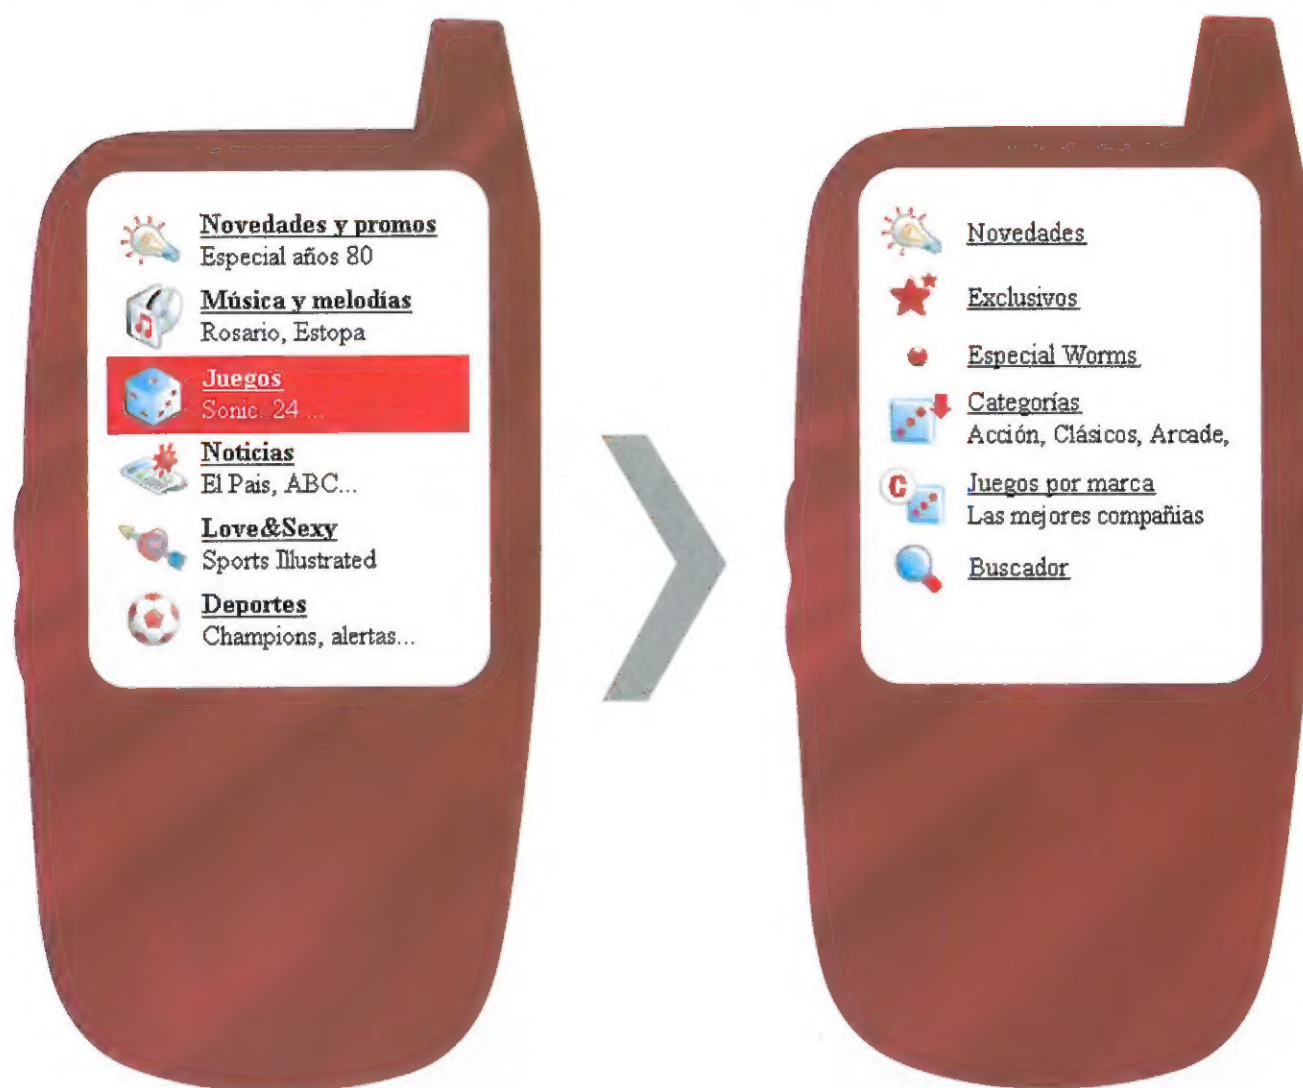 Novedades y promos
Especial años 80
Música y melodías
Rosario, Estopa
Juegos
Sonic, 24 ...
Noticias
El Pais, ABC...
Love&Sexy
Sports Illustrated
Deportes
Champions, alertas...
Novedades
Exclusivos
Especial Worms
Categorías
Acción, Clásicos, Arcade,
C
Juegos por marca
Las mejores compañias
Buscador